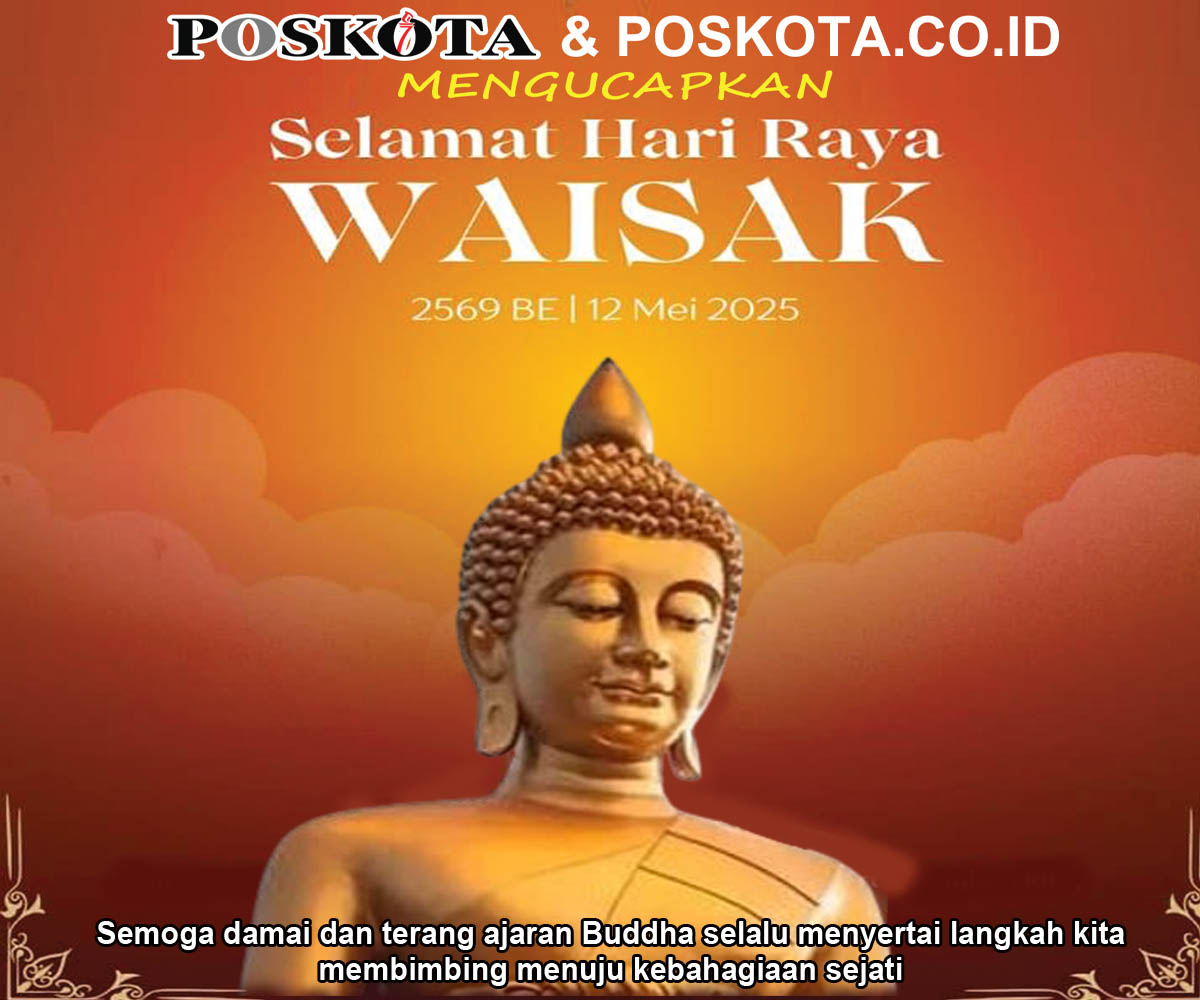 POSKOTA & POSKOTA.CO.ID
MENGUCAPKAN
Selamat Hari Raya
WAISAK
2569 BE | 12 Mei 2025
Semoga damai dan terang ajaran Buddha selalu menyertai langkah kita
membimbing menuju kebahagiaan sejati